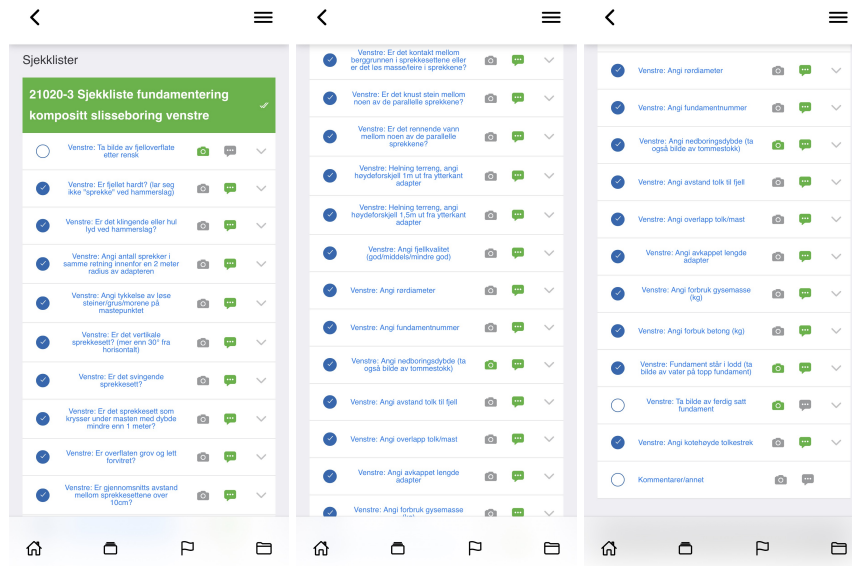 Sjekklister
21020-3 Sjekkliste fundamentering
kompositt slisseboring venstre
Venstre: Ta bilde av fjelloverflate
etter rensk
Venstre: Er fjellet hardt? (lar seg
ikke "sprekke" ved hammerslag)
Venstre: Er det klingende eller hul
lyd ved hammerslag?
Venstre: Angi antall sprekker i
samme retning innenfor en 2 meter
radius av adapteren
Venstre: Angi tykkelse av løse
steiner/grus/morene på
mastepunktet
Venstre: Er det vertikale
sprekkesett? (mer enn 30° fra
horisontalt)
Venstre: Er det svingende
sprekkesett?
Venstre: Er det sprekkesett som
krysser under masten med dybde
mindre enn 1 meter?
Venstre: Er overflaten grov og lett
forvitret?
Venstre: Er gjennomsnitts avstand
mellom sprekkesettene over
10cm?
Venstre: Er det kontakt mellom
berggrunnen i sprekkesettene eller
er det løs masse/leire i sprekkene?
Venstre: Er det knust stein mellom
noen av de parallelle sprekkene?
Venstre: Er det rennende vann
mellom noen av de parallelle
sprekkene?
Venstre: Helning terreng, angi
høydeforskjell 1m ut fra ytterkant
adapter
Venstre: Helning terreng, angi
høydeforskjell 1,5m ut fra ytterkant
adapter
Venstre: Angi fjellkvalitet
(god/middels/mindre god)
Venstre: Angi rørdiameter
Venstre: Angi fundamentnummer
Venstre: Angi nedboringsdybde (ta
også bilde av tommestokk)
Venstre: Angi avstand tolk til fjell
Venstre: Angi overlapp tolk/mast
Venstre: Angi avkappet lengde
adapter
Venstre: Angi forbruk gysemasse
(kg)
Venstre: Angi rørdiameter
Venstre: Angi fundamentnummer
Venstre: Angi nedboringsdybde (ta
også bilde av tommestokk)
Venstre: Angi avstand tolk til fjell
Venstre: Angi overlapp tolk/mast
Venstre: Angi avkappet lengde
adapter
Venstre: Angi forbruk gysemasse
(kg)
Venstre: Angi forbuk betong (kg)
Venstre: Fundament står i lodd (ta
bilde av vater på topp fundament)
Venstre: Ta bilde av ferdig satt
fundament
Venstre: Angi kotehøyde tolkestrek
Kommentarer/annet